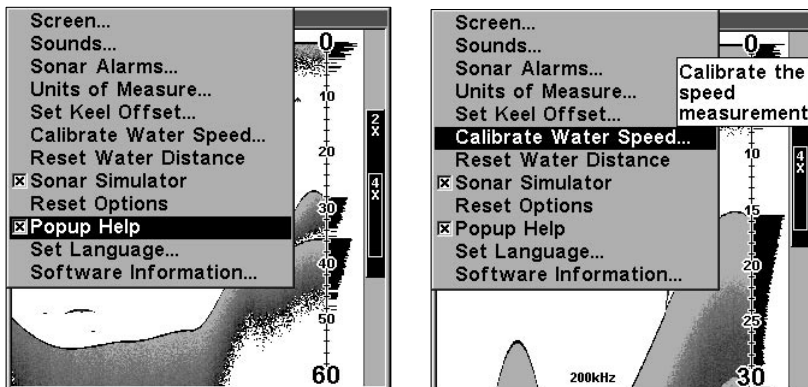 Screen...
Sounds...
Sonar Alarms...
Units of Measure...
Set Keel Offset...
Calibrate Water Speed...
Reset Water Distance
Sonar Simulator
Reset Options
Popup Help
Set Language...
Software Information...
0
10
20
30
40
50
60
2X
4X
Screen...
Sounds...
Sonar Alarms...
Units of Measure...
Set Keel Offset...
Calibrate Water Speed...
Reset Water Distance
Sonar Simulator
Reset Options
Popup Help
Set Language...
Software Information...
Calibrate the
speed
measurement
0
10
15
20
25
30
4X
200kHz